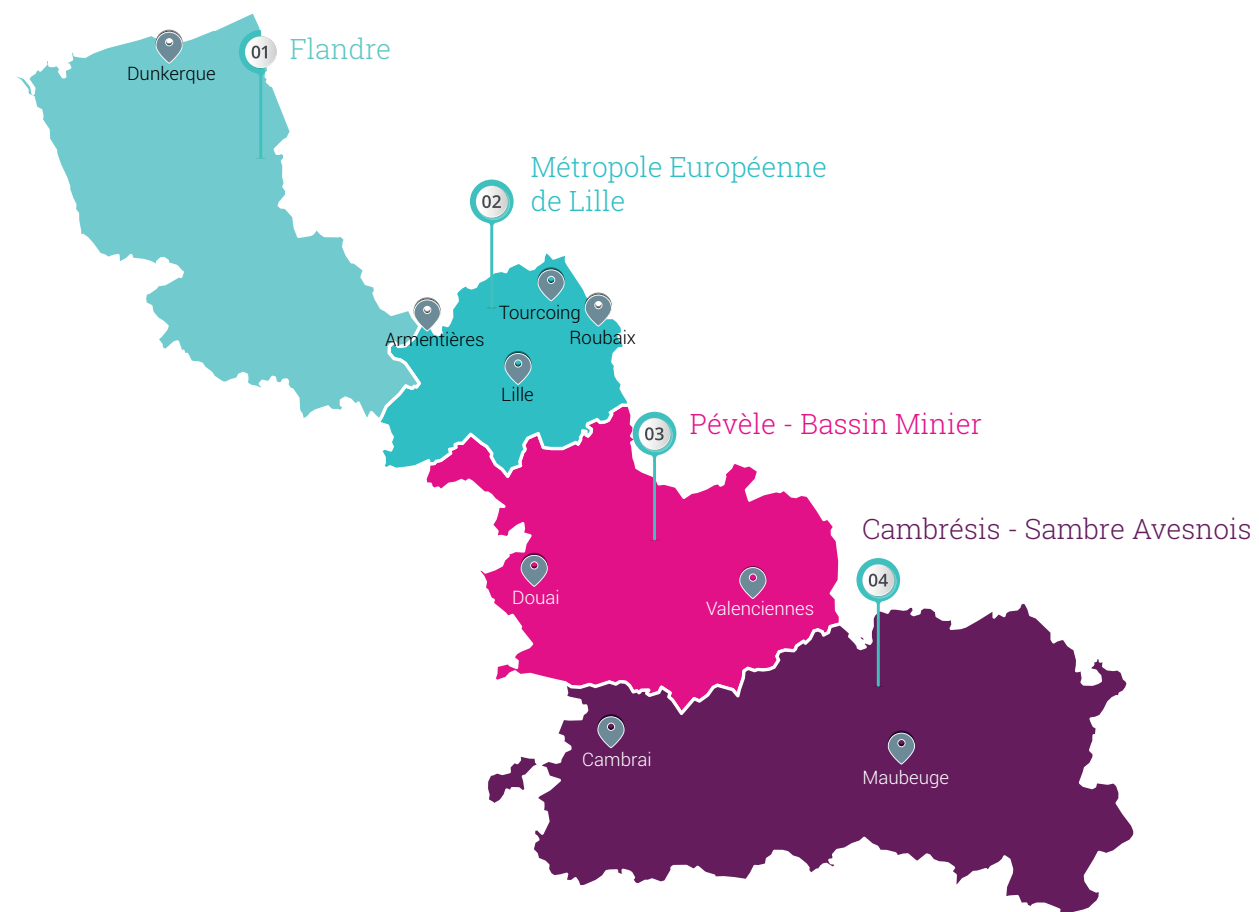 01
Flandre
Dunkerque
Métropole Européenne
de Lille
02
Tourcoing
Armentières
Roubaix
Lille
Pévèle - Bassin Minier
03
Cambrésis - Sambre Avesnois
04
Douai
Valenciennes
Cambrai
Maubeuge